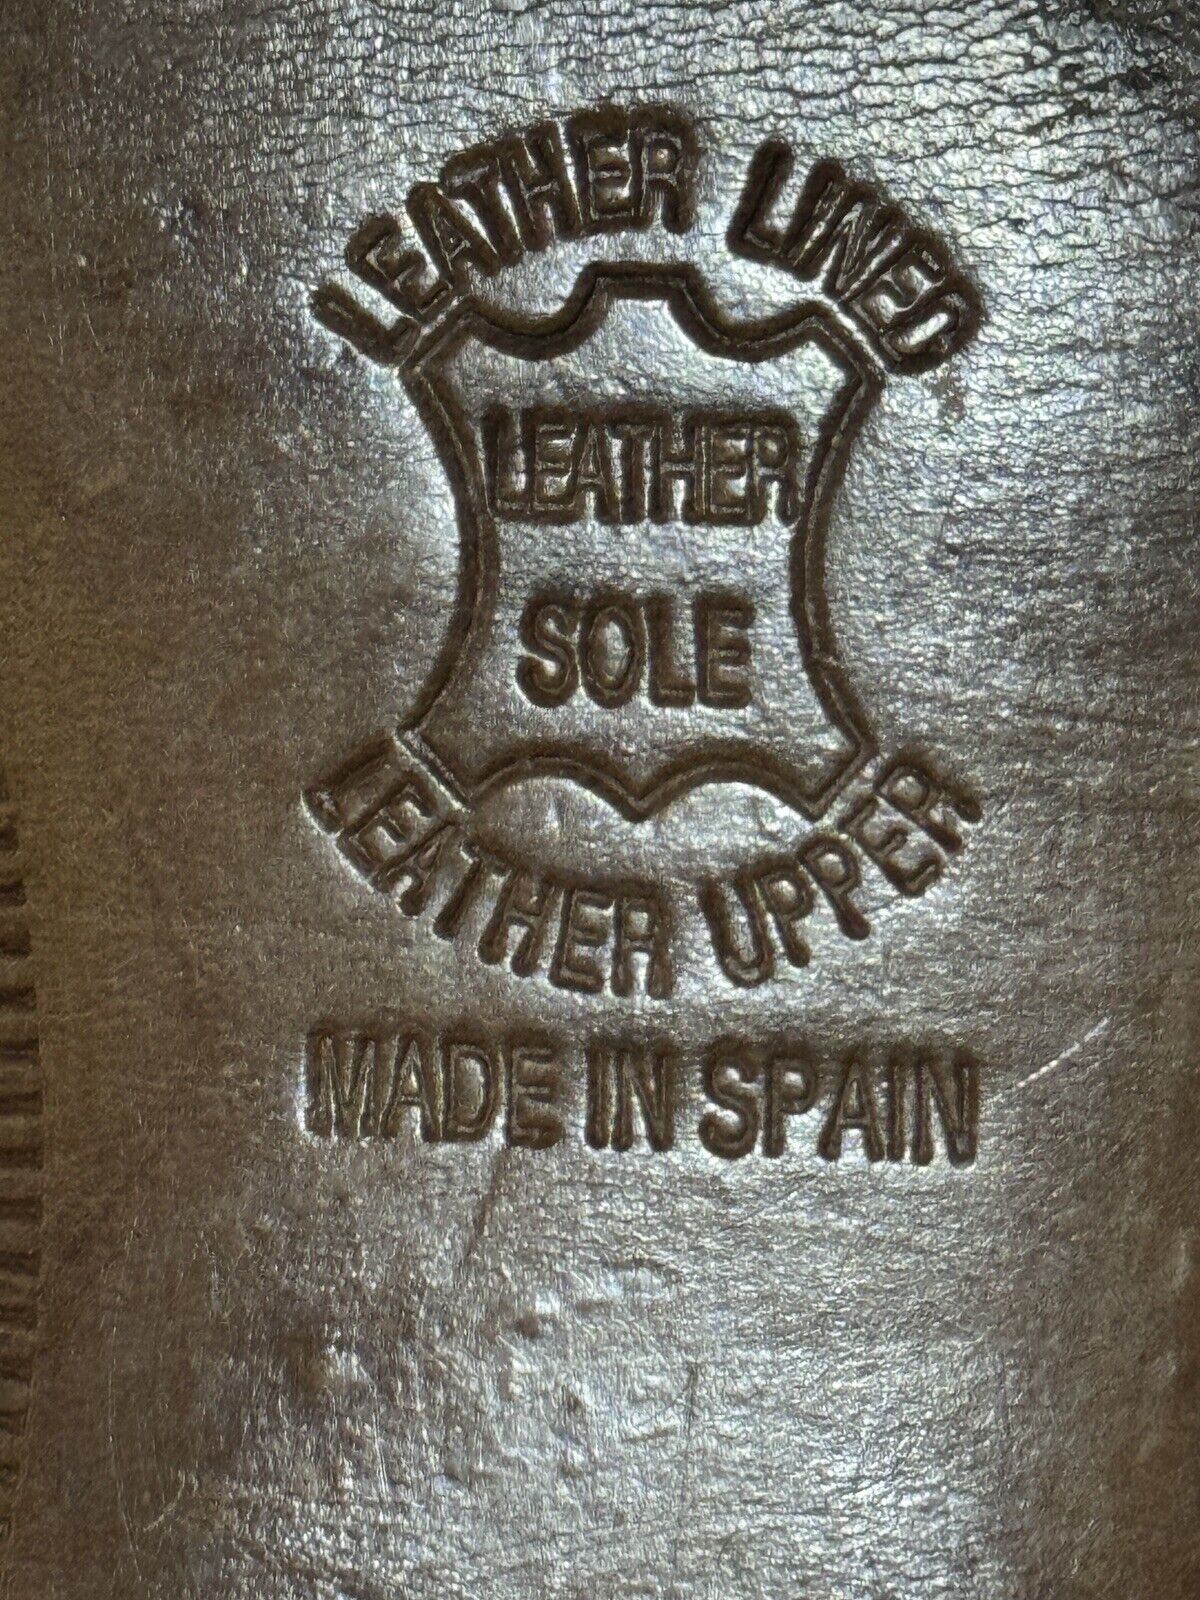 LEATHER LINED
LEATHER
SOLE
LEATHER UPPER
MADE IN SPAIN